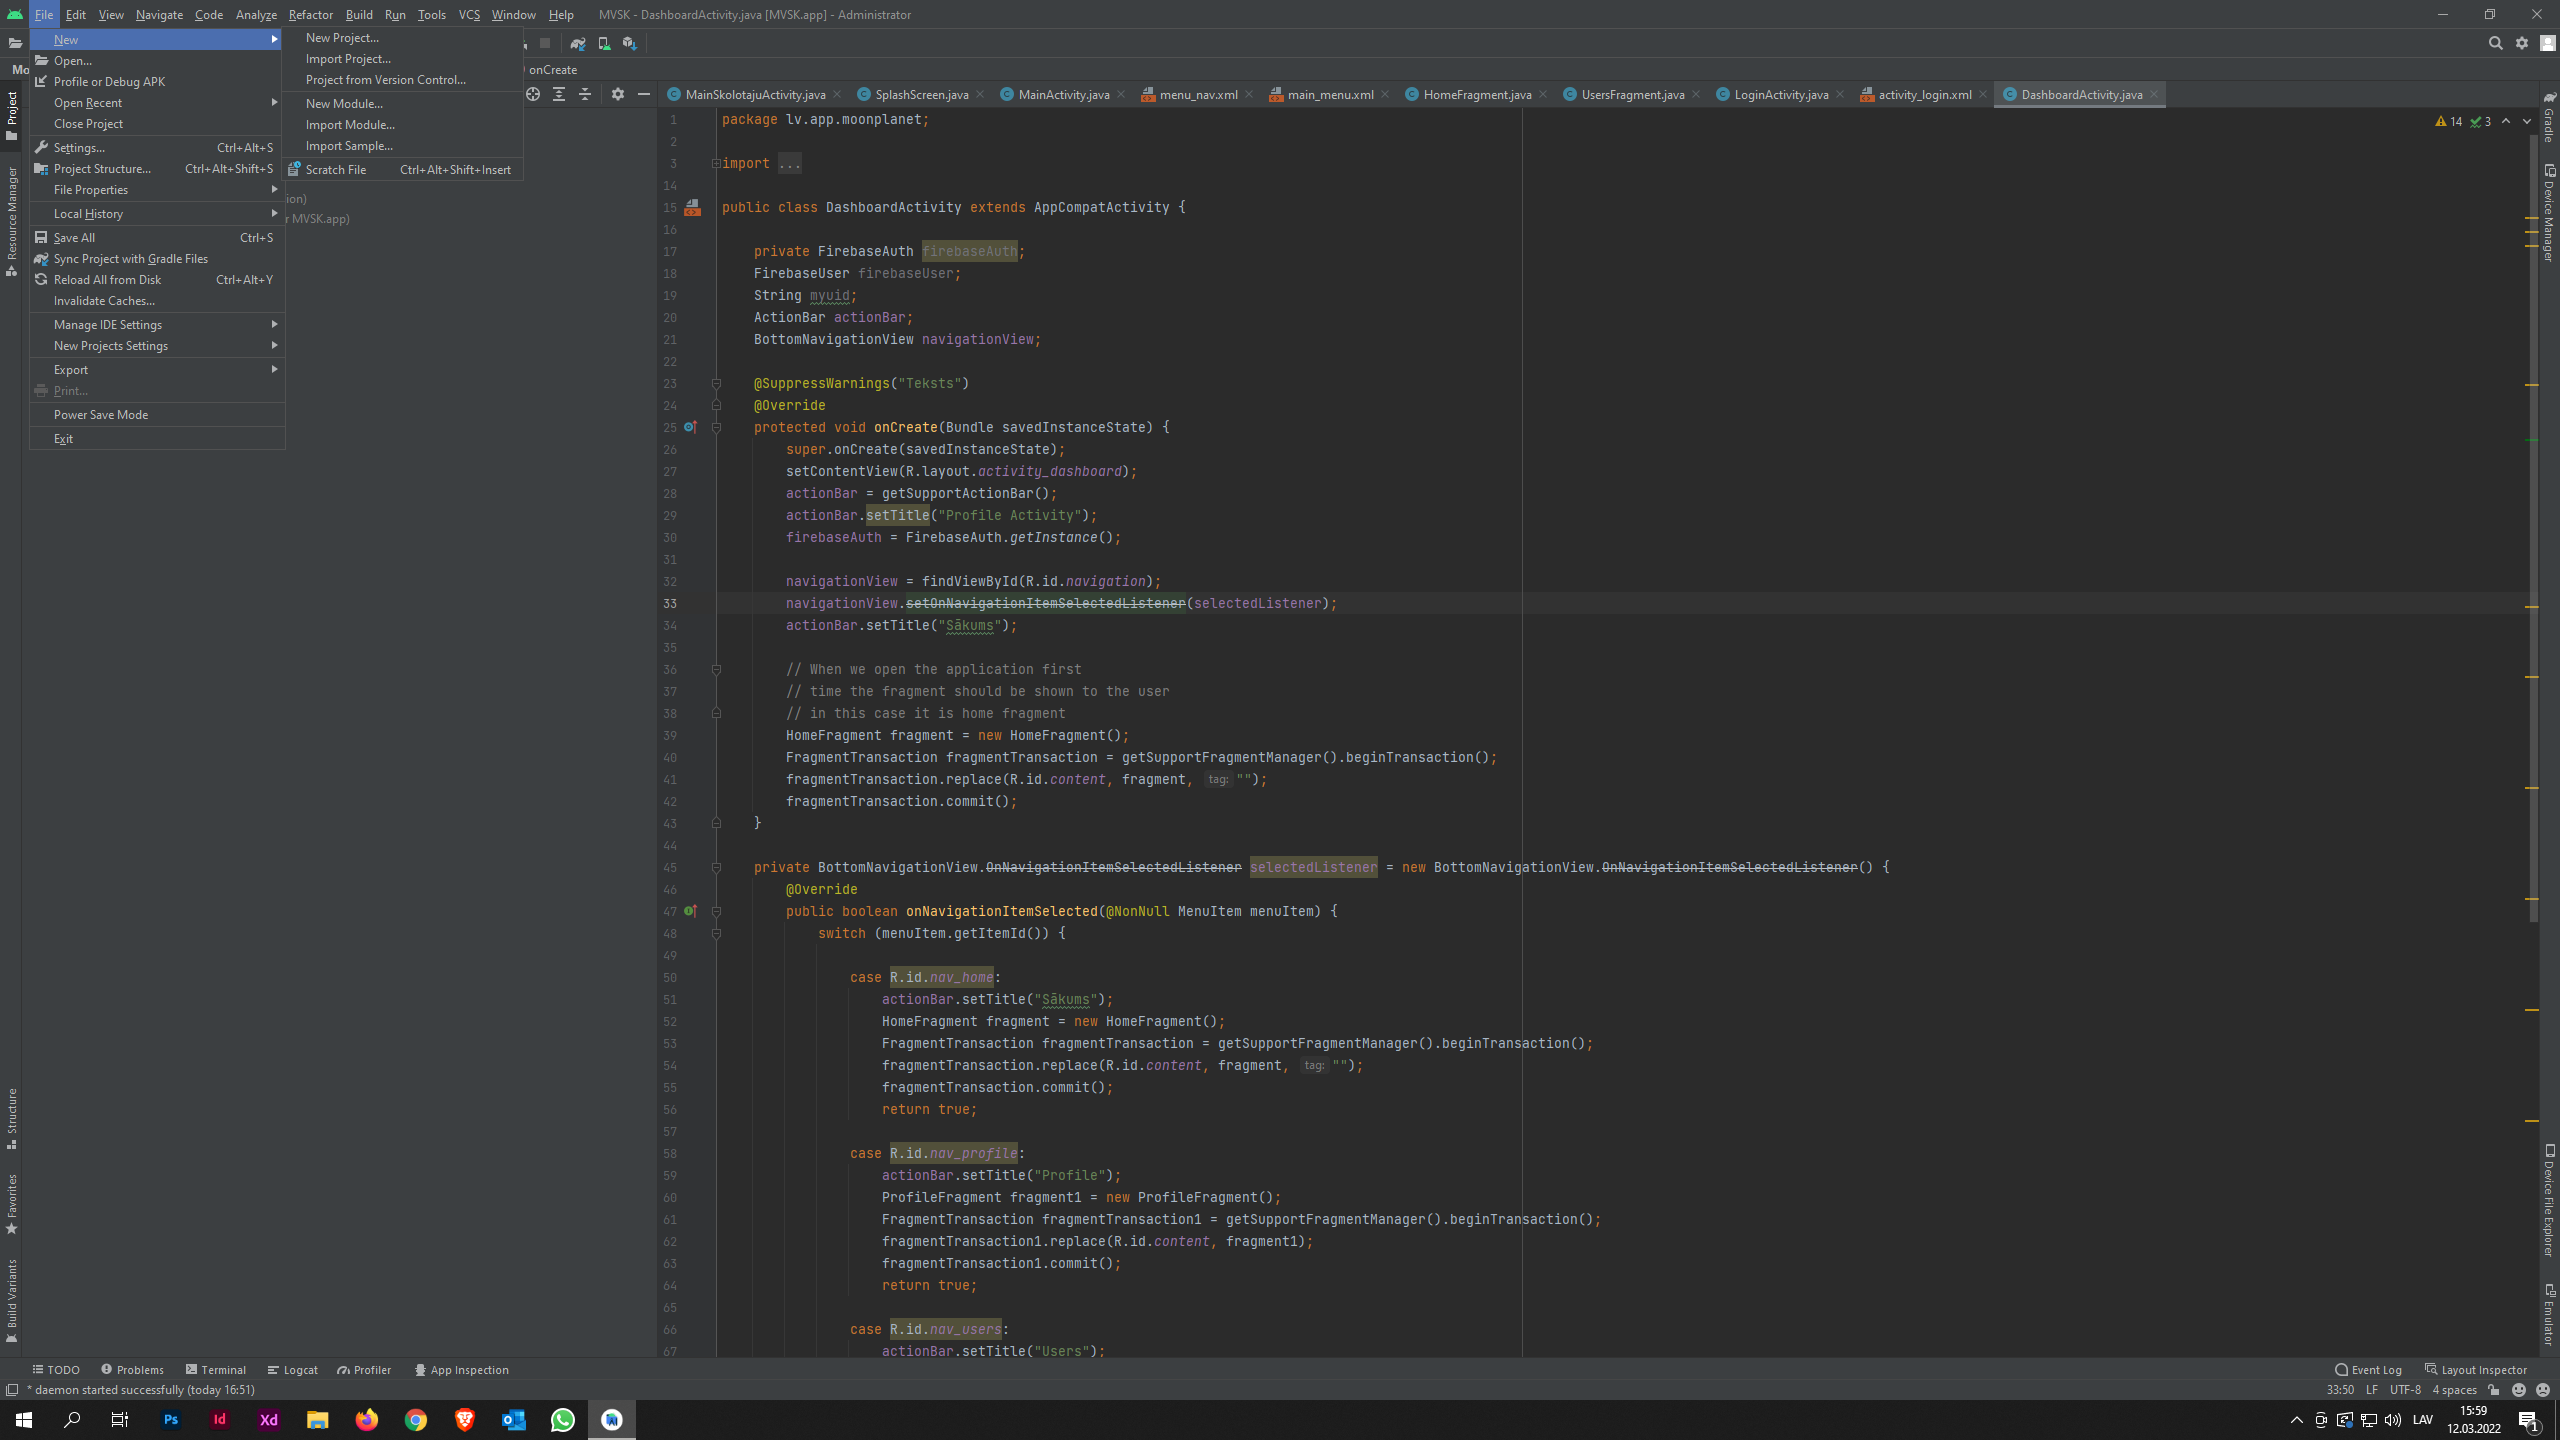 File Edit View Navigate Code Analyze Refactor Build Run Tools VCS Window Help MVSK - DashboardActivity.java [MVSK.app] - Administrator
New
Open...
Profile or Debug APK
Open Recent
Close Project
Settings... Ctrl+Alt+S
Project Structure... Ctrl+Alt+Shift+S
File Properties
Local History
Save All Ctrl+S
Sync Project with Gradle Files
Reload All from Disk Ctrl+Alt+Y
Invalidate Caches...
Manage IDE Settings
New Projects Settings
Export
Print...
Power Save Mode
Exit
New Project...
Import Project...
Project from Version Control...
New Module...
Import Module...
Import Sample...
Scratch File Ctrl+Alt+Shift+Insert
Mo
onCreate
ion)
r MVSK.app)
Project
Resource Manager
Structure
Favorites
Build Variants
MainSkolotajuActivity.java SplashScreen.java MainActivity.java menu_nav.xml main_menu.xml HomeFragment.java UsersFragment.java LoginActivity.java activity_login.xml DashboardActivity.java
14 3
1 package lv.app.moonplanet;
2
3 import ...
14
15 public class DashboardActivity extends AppCompatActivity {
16
17 private FirebaseAuth firebaseAuth;
18 FirebaseUser firebaseUser;
19 String myuid;
20 ActionBar actionBar;
21 BottomNavigationView navigationView;
22
23 @SuppressWarnings("Teksts")
24 @Override
25 protected void onCreate(Bundle savedInstanceState) {
26 super.onCreate(savedInstanceState);
27 setContentView(R.layout.activity_dashboard);
28 actionBar = getSupportActionBar();
29 actionBar.setTitle("Profile Activity");
30 firebaseAuth = FirebaseAuth.getInstance();
31
32 navigationView = findViewById(R.id.navigation);
33 navigationView.setOnNavigationItemSelectedListener(selectedListener);
34 actionBar.setTitle("Sākums");
35
36 // When we open the application first
37 // time the fragment should be shown to the user
38 // in this case it is home fragment
39 HomeFragment fragment = new HomeFragment();
40 FragmentTransaction fragmentTransaction = getSupportFragmentManager().beginTransaction();
41 fragmentTransaction.replace(R.id.content, fragment, tag: "");
42 fragmentTransaction.commit();
43 }
44
45 private BottomNavigationView.OnNavigationItemSelectedListener selectedListener = new BottomNavigationView.OnNavigationItemSelectedListener() {
46 @Override
47 public boolean onNavigationItemSelected(@NonNull MenuItem menuItem) {
48 switch (menuItem.getItemId()) {
49
50 case R.id.nav_home:
51 actionBar.setTitle("Sākums");
52 HomeFragment fragment = new HomeFragment();
53 FragmentTransaction fragmentTransaction = getSupportFragmentManager().beginTransaction();
54 fragmentTransaction.replace(R.id.content, fragment, tag: "");
55 fragmentTransaction.commit();
56 return true;
57
58 case R.id.nav_profile:
59 actionBar.setTitle("Profile");
60 ProfileFragment fragment1 = new ProfileFragment();
61 FragmentTransaction fragmentTransaction1 = getSupportFragmentManager().beginTransaction();
62 fragmentTransaction1.replace(R.id.content, fragment1);
63 fragmentTransaction1.commit();
64 return true;
65
66 case R.id.nav_users:
67 actionBar.setTitle("Users");
Gradle
Device Manager
Device File Explorer
Emulator
TODO Problems Terminal Logcat Profiler App Inspection Event Log Layout Inspector
* daemon started successfully (today 16:51) 33:50 LF UTF-8 4 spaces
Ps Id Xd LAV 15:59
12.03.2022 1